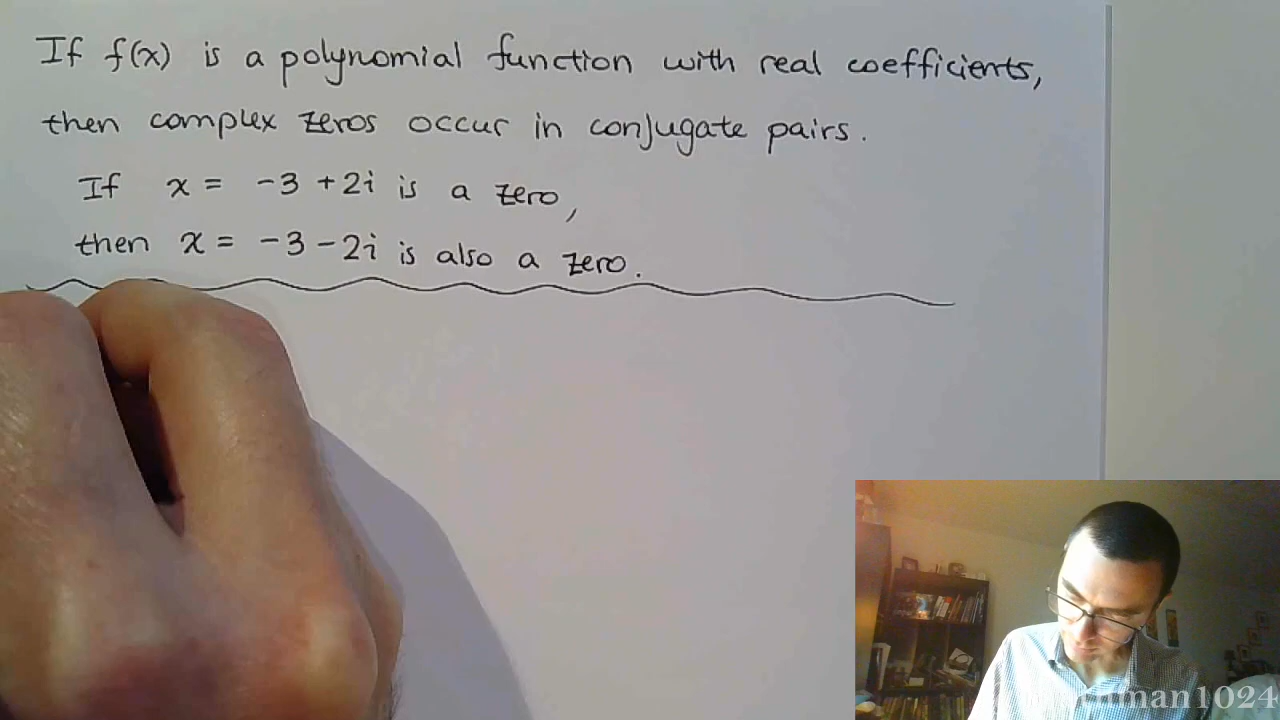 If f(x) is a polynomial function with real coefficients,
then complex zeros occur in conjugate pairs.
If x = -3 + 2i is a zero,
then x = -3 - 2i is also a zero.